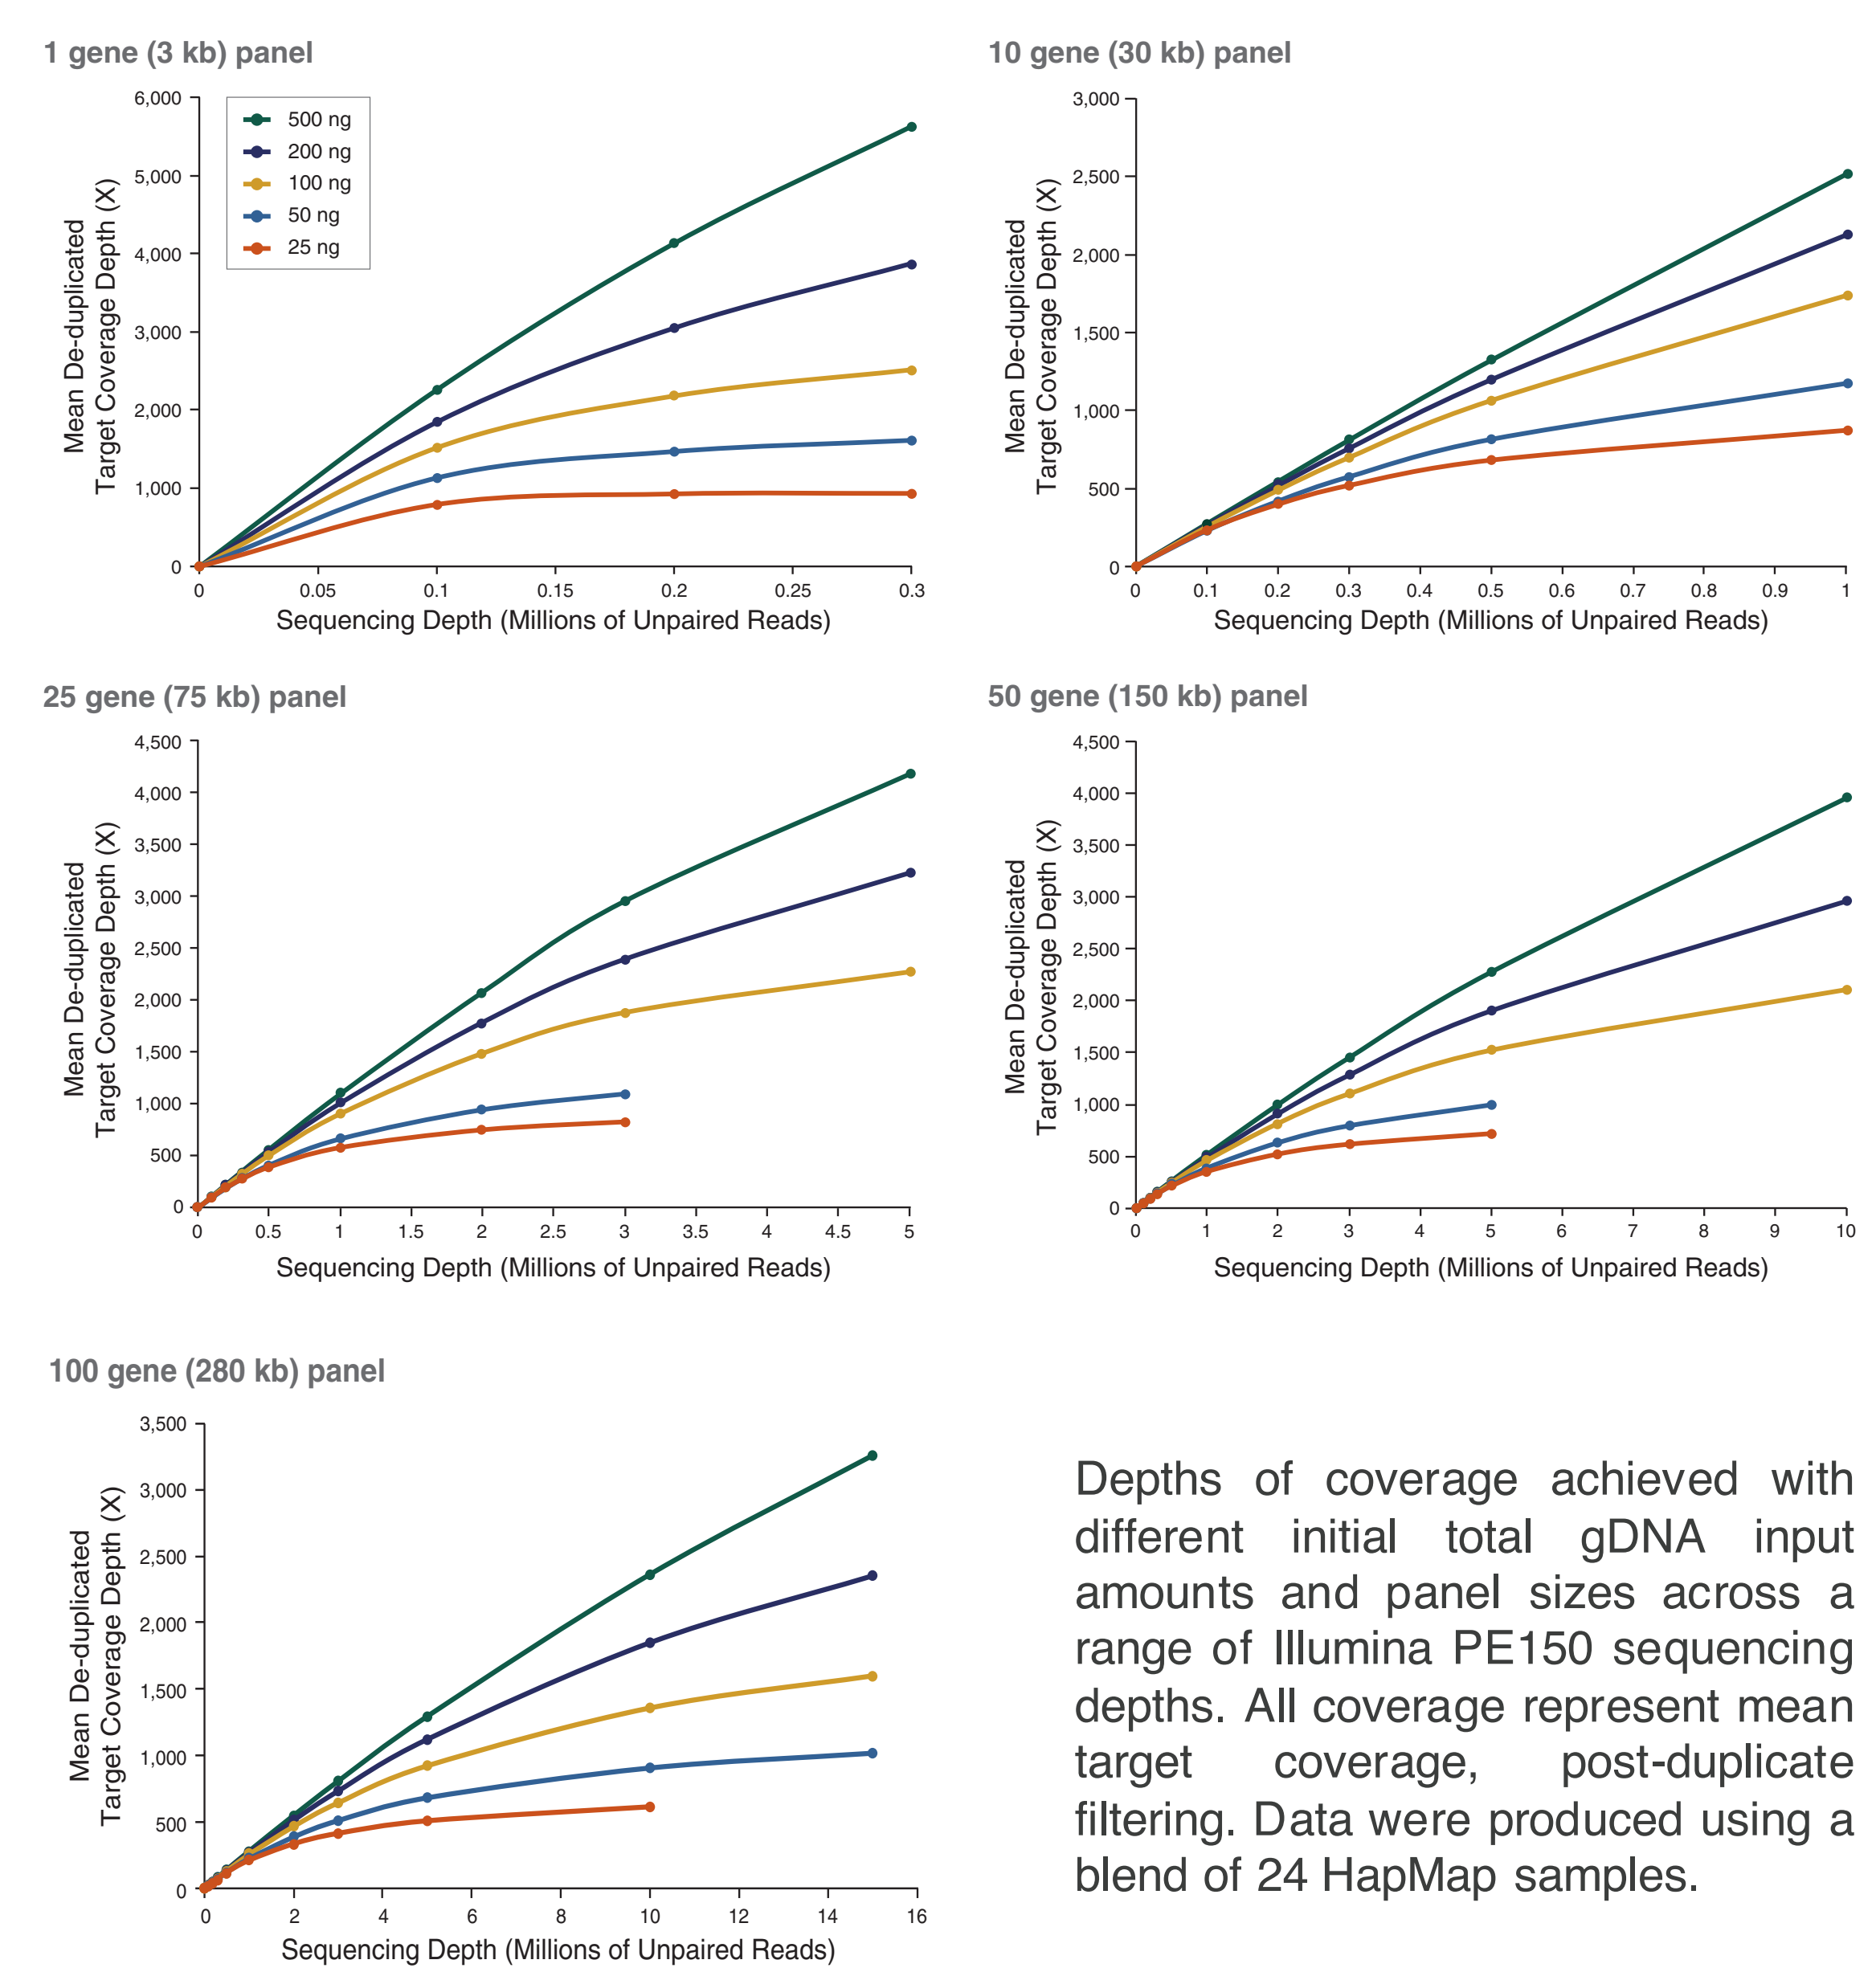 1 gene (3 kb) panel
6,000
5,000
4,000
3,000
2,000
1,000
0
500 ng
200 ng
100 ng
50 ng
25 ng
Mean De-duplicated
Target Coverage Depth (X)
0 0.05 0.1 0.15 0.2 0.25 0.3
Sequencing Depth (Millions of Unpaired Reads)
10 gene (30 kb) panel
3,000
2,500
2,000
1,500
1,000
500
0
Mean De-duplicated
Target Coverage Depth (X)
0 0.1 0.2 0.3 0.4 0.5 0.6 0.7 0.8 0.9 1
Sequencing Depth (Millions of Unpaired Reads)
25 gene (75 kb) panel
4,500
4,000
3,500
3,000
2,500
2,000
1,500
1,000
500
0
Mean De-duplicated
Target Coverage Depth (X)
0 0.5 1 1.5 2 2.5 3 3.5 4 4.5 5
Sequencing Depth (Millions of Unpaired Reads)
50 gene (150 kb) panel
4,500
4,000
3,500
3,000
2,500
2,000
1,500
1,000
500
0
Mean De-duplicated
Target Coverage Depth (X)
0 1 2 3 4 5 6 7 8 9 10
Sequencing Depth (Millions of Unpaired Reads)
100 gene (280 kb) panel
3,500
3,000
2,500
2,000
1,500
1,000
500
0
Mean De-duplicated
Target Coverage Depth (X)
0 2 4 6 8 10 12 14 16
Sequencing Depth (Millions of Unpaired Reads)
Depths of coverage achieved with
different initial total gDNA input
amounts and panel sizes across a
range of Illumina PE150 sequencing
depths. All coverage represent mean
target coverage, post-duplicate
filtering. Data were produced using a
blend of 24 HapMap samples.